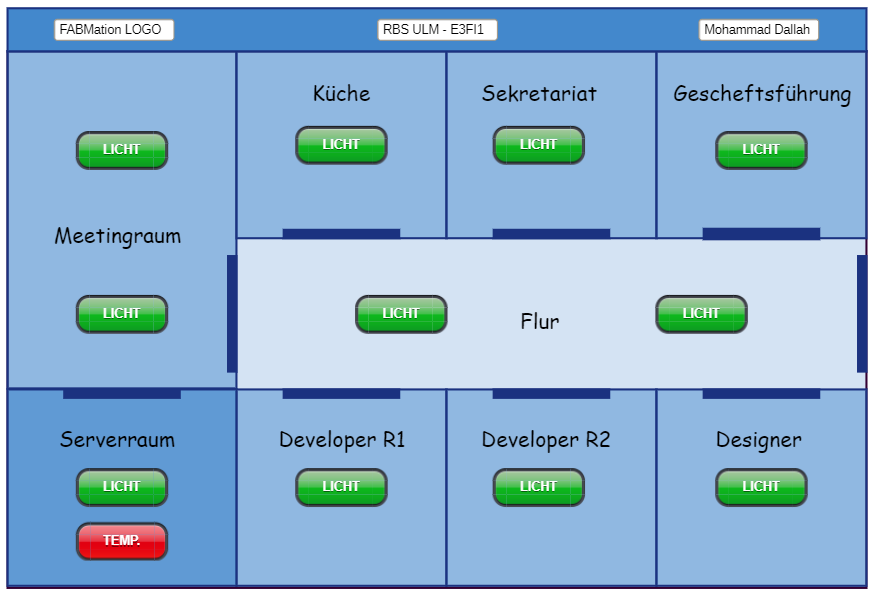 FABMation LOGO
RBS ULM - E3FI1
Mohammad Dallah
Küche
Sekretariat
Gescheftsführung
LICHT
LICHT
LICHT
LICHT
Meetingraum
LICHT
LICHT
Flur
LICHT
Serverraum
Developer R1
Developer R2
Designer
LICHT
LICHT
LICHT
LICHT
TEMP.